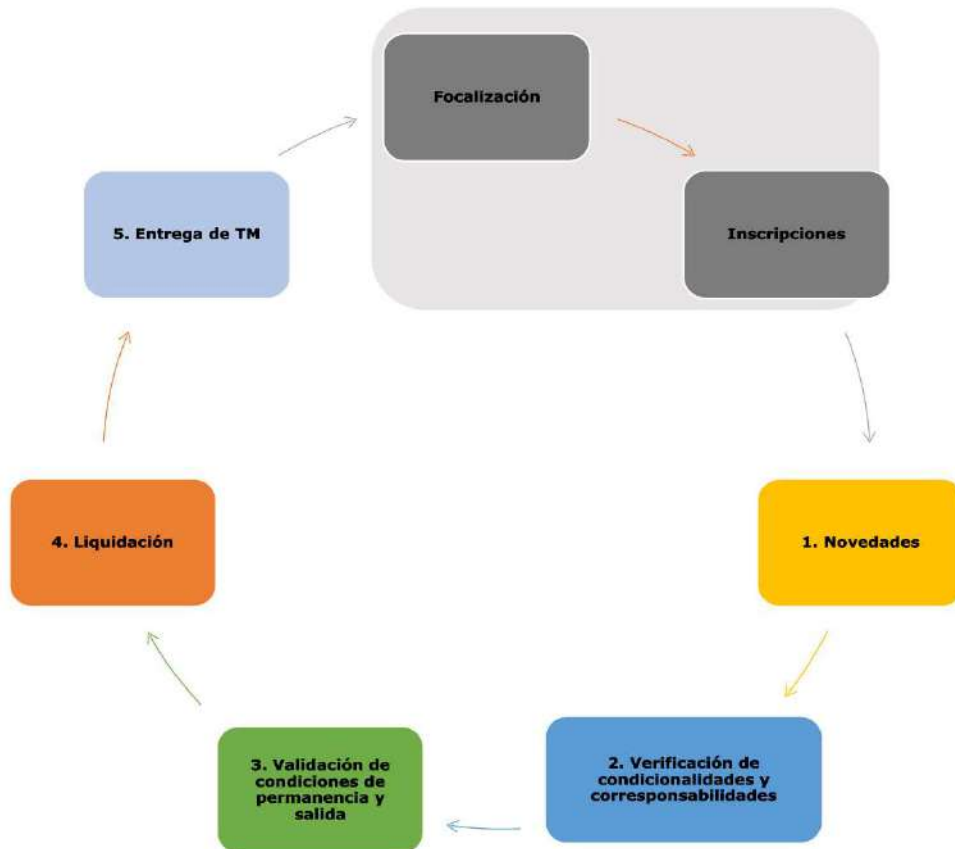 Focalización
Inscripciones
1. Novedades
2. Verificación de
condicionalidades y
corresponsabilidades
3. Validación de
condiciones de
permanencia y
salida
4. Liquidación
5. Entrega de TM